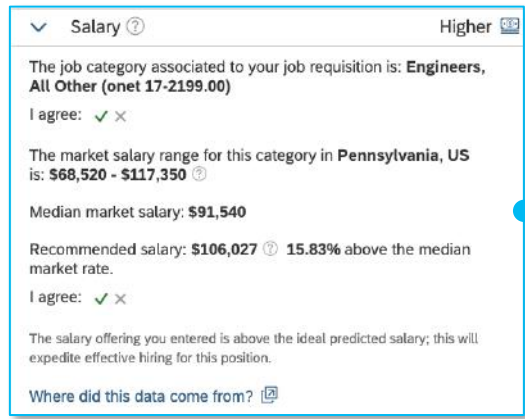 Salary ? Higher
The job category associated to your job requisition is: Engineers,
All Other (onet 17-2199.00)
I agree:
The market salary range for this category in Pennsylvania, US
is: $68,520 - $117,350 ?
Median market salary: $91,540
Recommended salary: $106,027 ? 15.83% above the median
market rate.
I agree:
The salary offering you entered is above the ideal predicted salary; this will
expedite effective hiring for this position.
Where did this data come from?